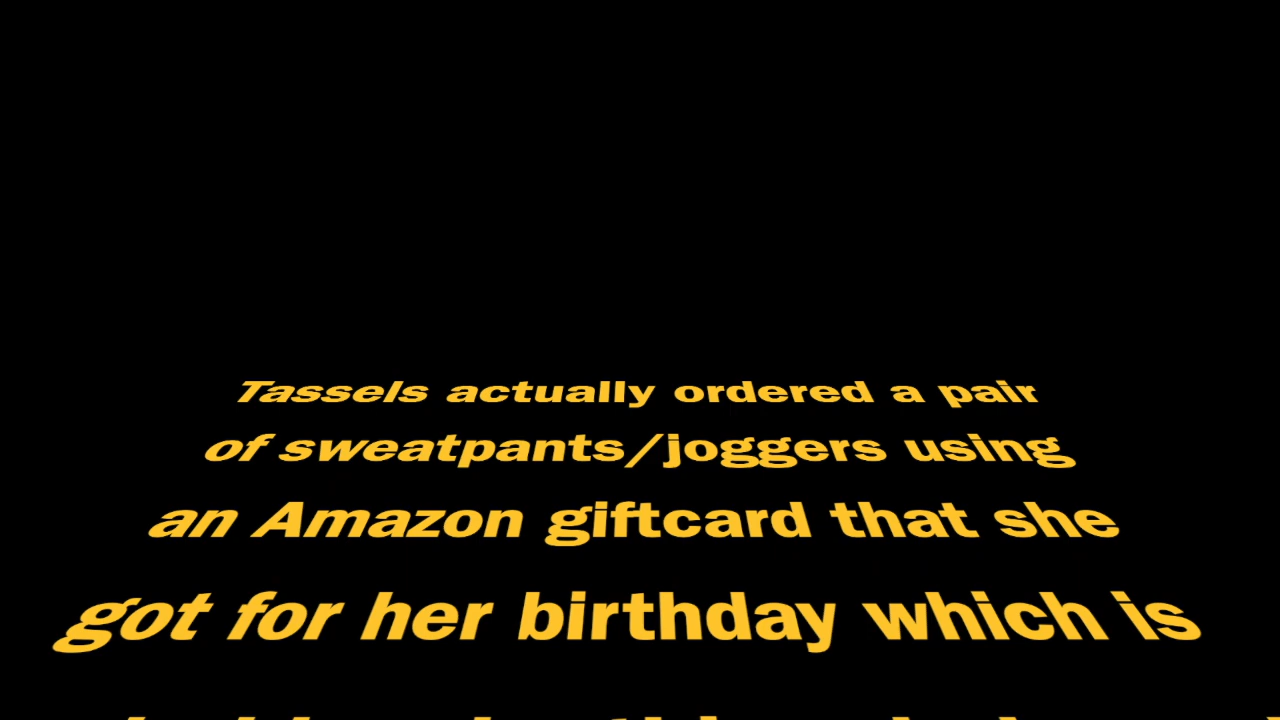 Tassels actually ordered a pair
of sweatpants/joggers using
an Amazon giftcard that she
got for her birthday which is